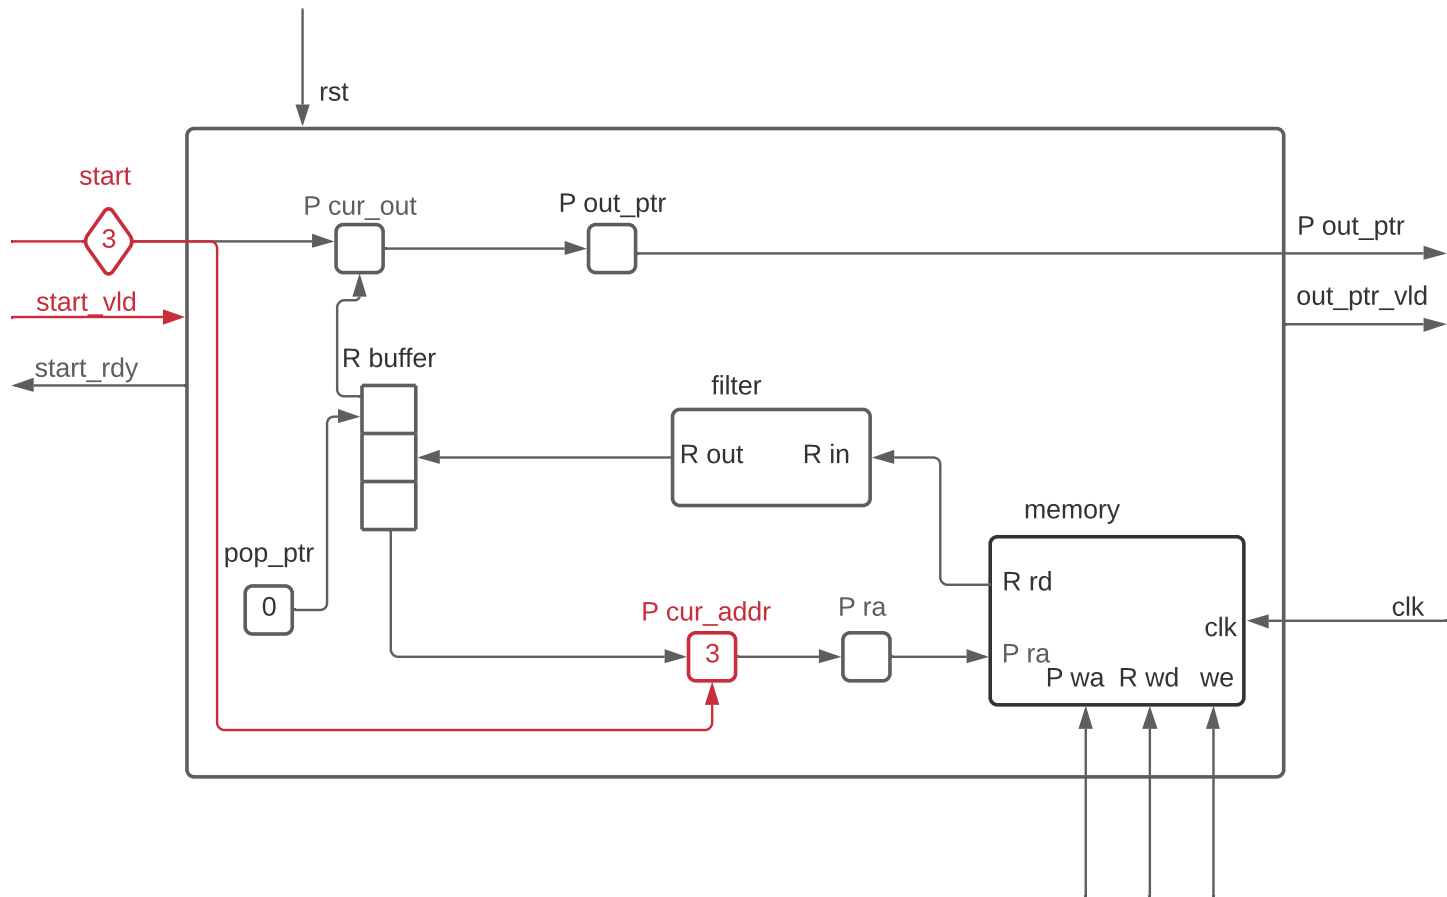 rst
start
3
P cur_out
P out_ptr
P out_ptr
start_vld
out_ptr_vld
start_rdy
R buffer
filter
R out
R in
memory
pop_ptr
0
R rd
P cur_addr
3
P ra
clk
clk
P ra
P wa
R wd
we